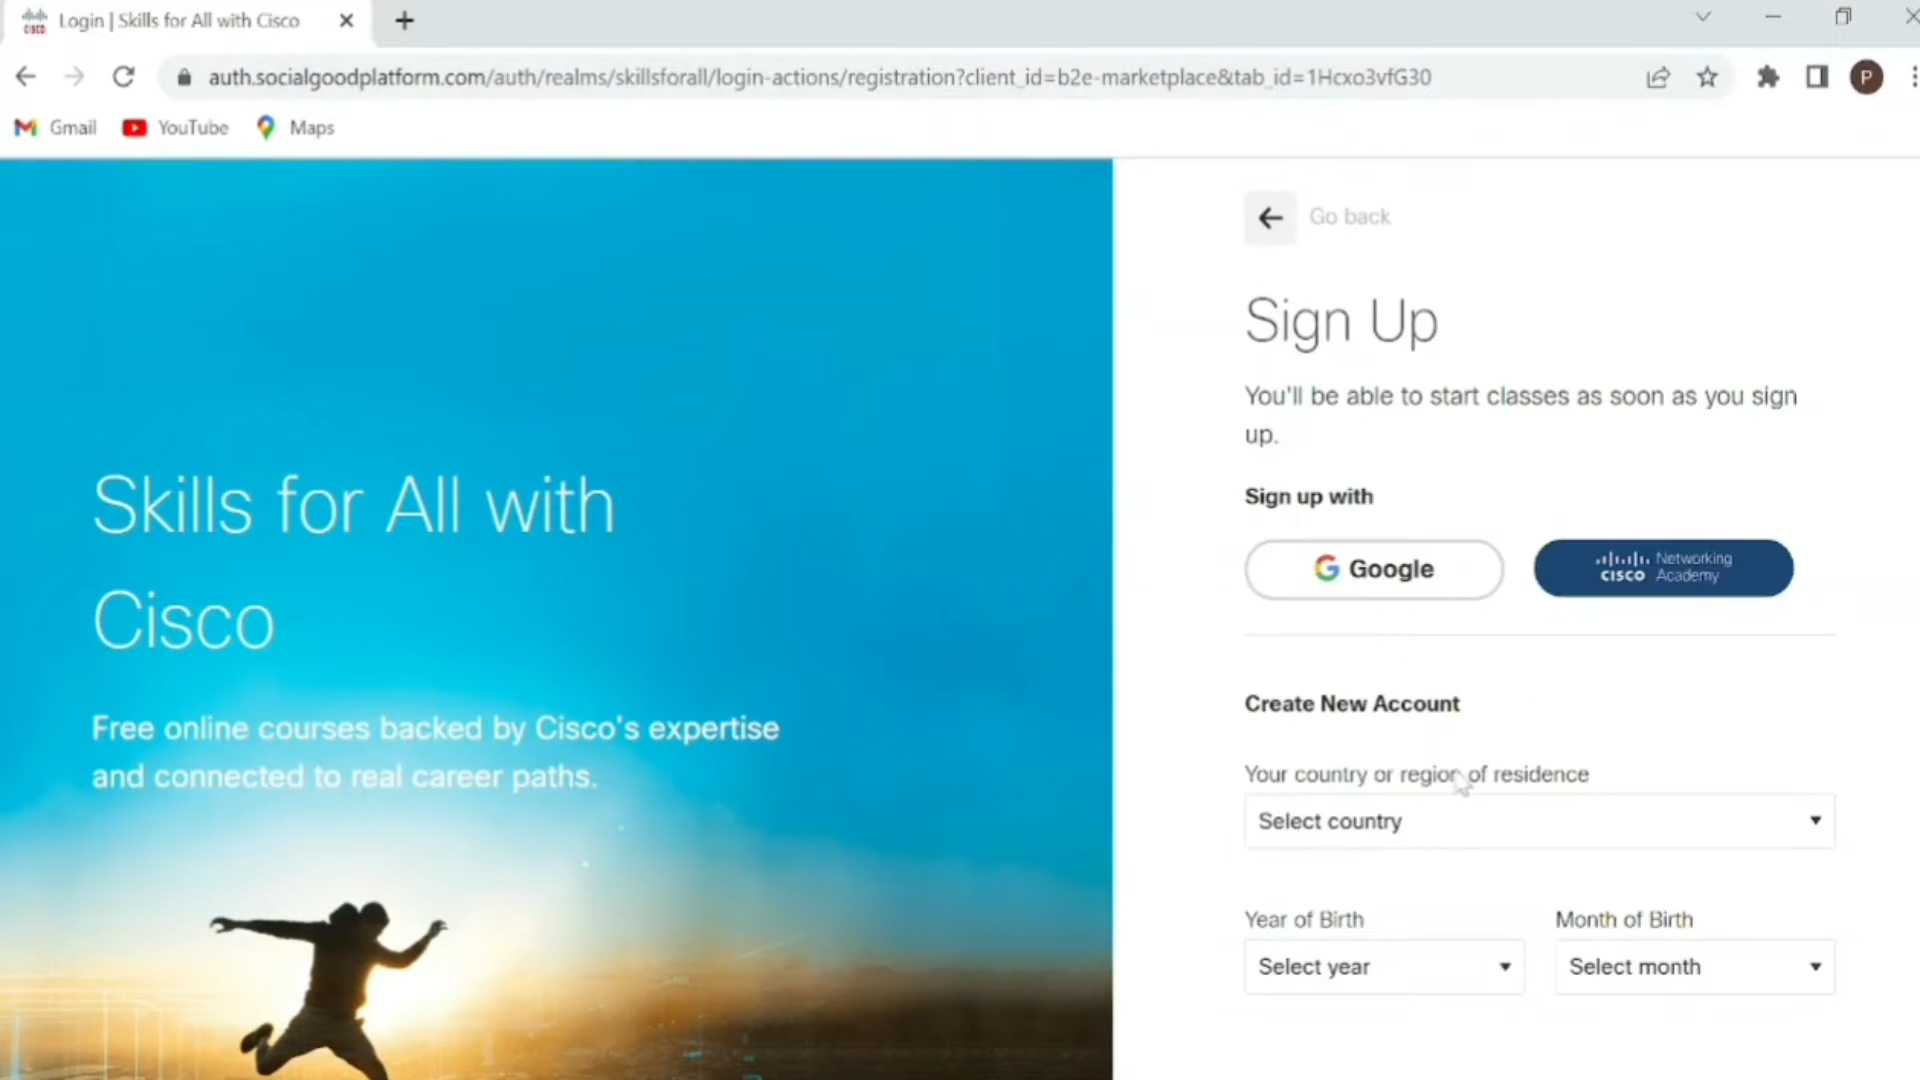 Login | Skills for All with Cisco
auth.socialgoodplatform.com/auth/realms/skillsforall/login-actions/registration?client_id=b2e-marketplace&tab_id=1Hcxo3vfG30
P
Gmail
YouTube
Maps
Go back
Sign Up
You'll be able to start classes as soon as you sign
up.
Sign up with
Google
CISCO
Networking
Academy
Skills for All with
Cisco
Free online courses backed by Cisco's expertise
and connected to real career paths.
Create New Account
Your country or region of residence
Select country
Year of Birth
Month of Birth
Select year
Select month